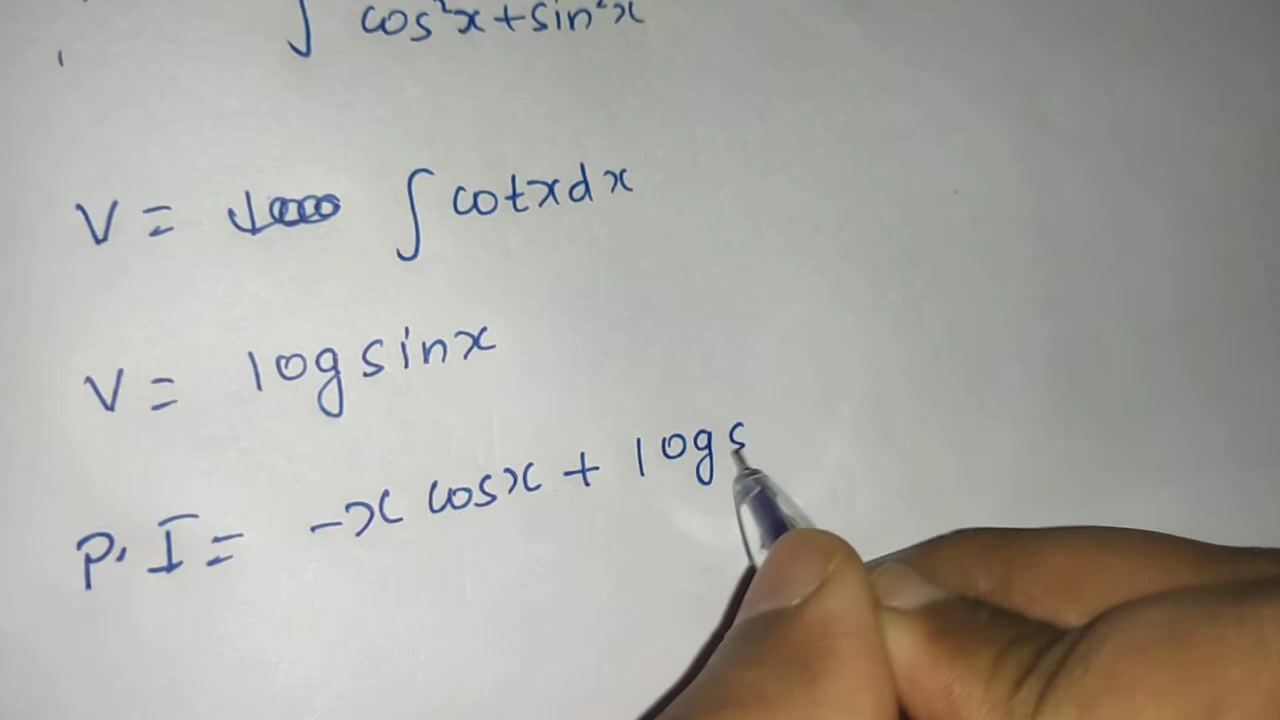 ∫ cos²x + sin²x
V = ∫ cotx dx
V = log sinx
P.I = -x cosx + log s